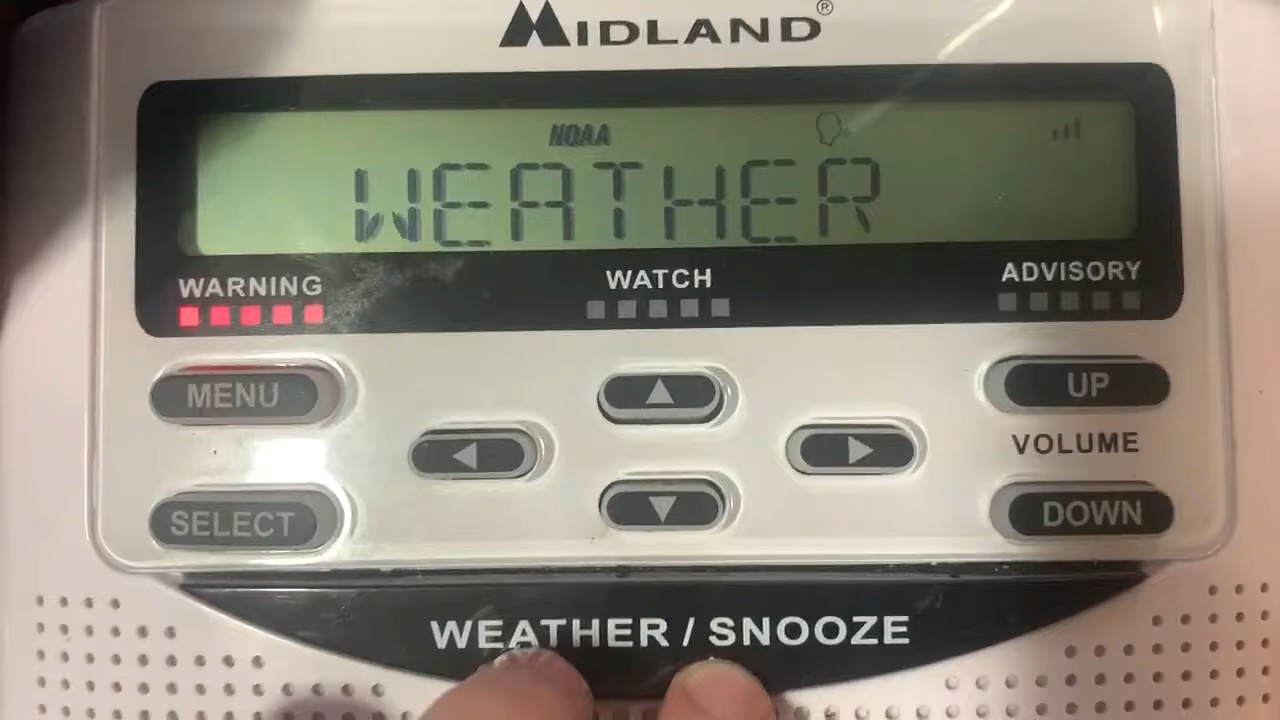 MIDLAND®
NOAA
WEATHER
WARNING WATCH ADVISORY
MENU UP
VOLUME
SELECT DOWN
WEATHER / SNOOZE